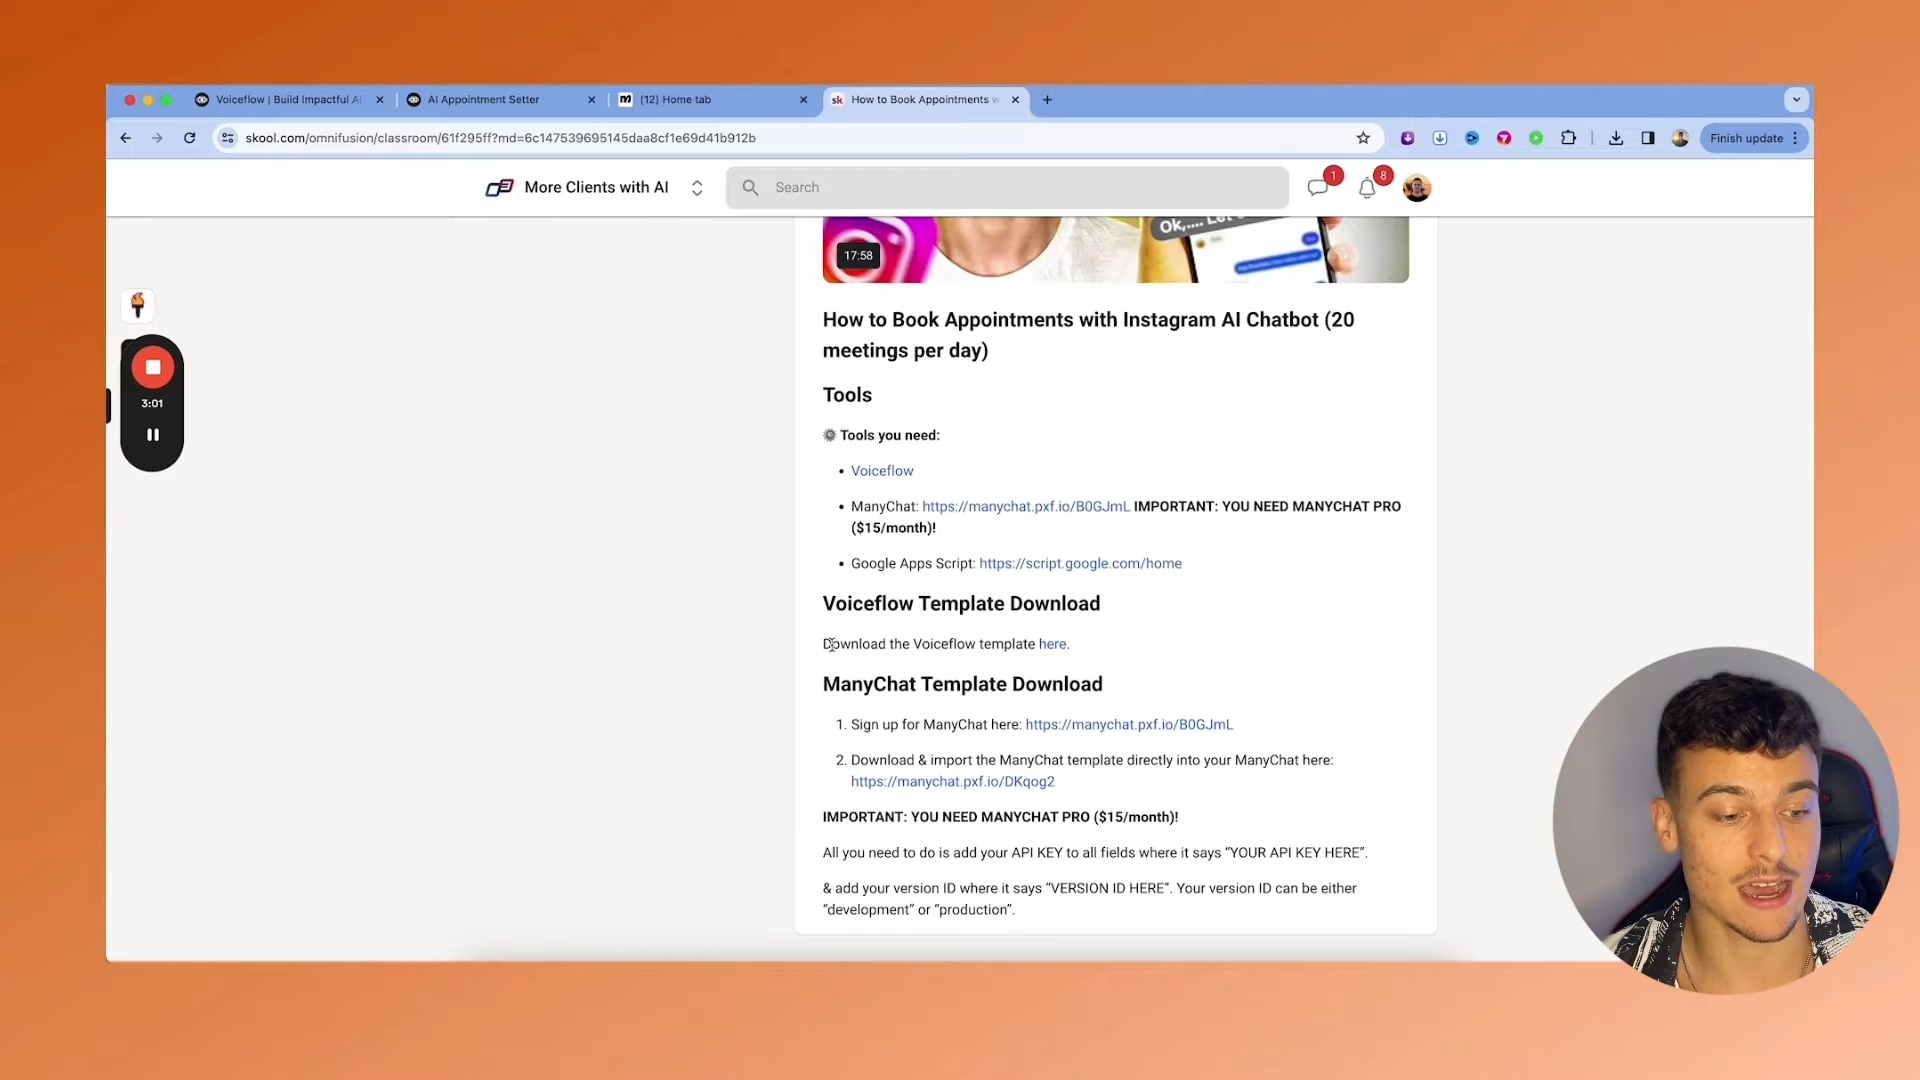 Voiceflow | Build Impactful A
AI Appointment Setter
(12) Home tab
sk
How to Book Appointments w
skool.com/omnifusion/classroom/61f295ff?md=6c147539695145daa8cf1e69d41b912b
Finish update
More Clients with AI
Search
1
8
Ok,....
17:58
3:01
How to Book Appointments with Instagram AI Chatbot (20
meetings per day)
Tools
Tools you need:
• Voiceflow
• ManyChat: https://manychat.pxf.io/B0GJmL IMPORTANT: YOU NEED MANYCHAT PRO
($15/month)!
• Google Apps Script: https://script.google.com/home
Voiceflow Template Download
Download the Voiceflow template here.
ManyChat Template Download
1. Sign up for ManyChat here: https://manychat.pxf.io/B0GJmL
2. Download & import the ManyChat template directly into your ManyChat here:
https://manychat.pxf.io/DKqog2
IMPORTANT: YOU NEED MANYCHAT PRO ($15/month)!
All you need to do is add your API KEY to all fields where it says “YOUR API KEY HERE”.
& add your version ID where it says “VERSION ID HERE”. Your version ID can be either
“development” or “production”.